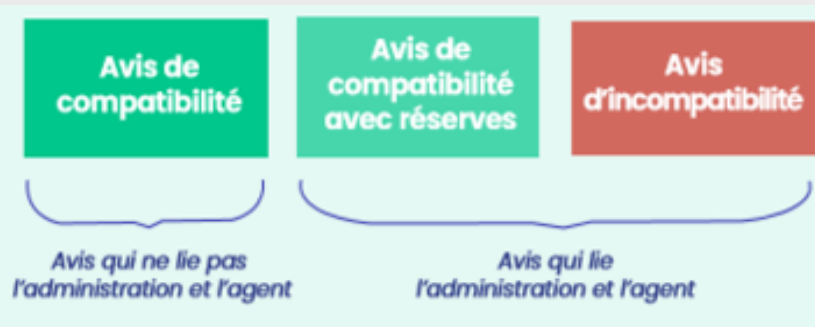 Avis de
compatibilité
Avis de
compatibilité
avec réserves
Avis
d'incompatibilité
Avis qui ne lie pas
l'administration et l'agent
Avis qui lie
l'administration et l'agent